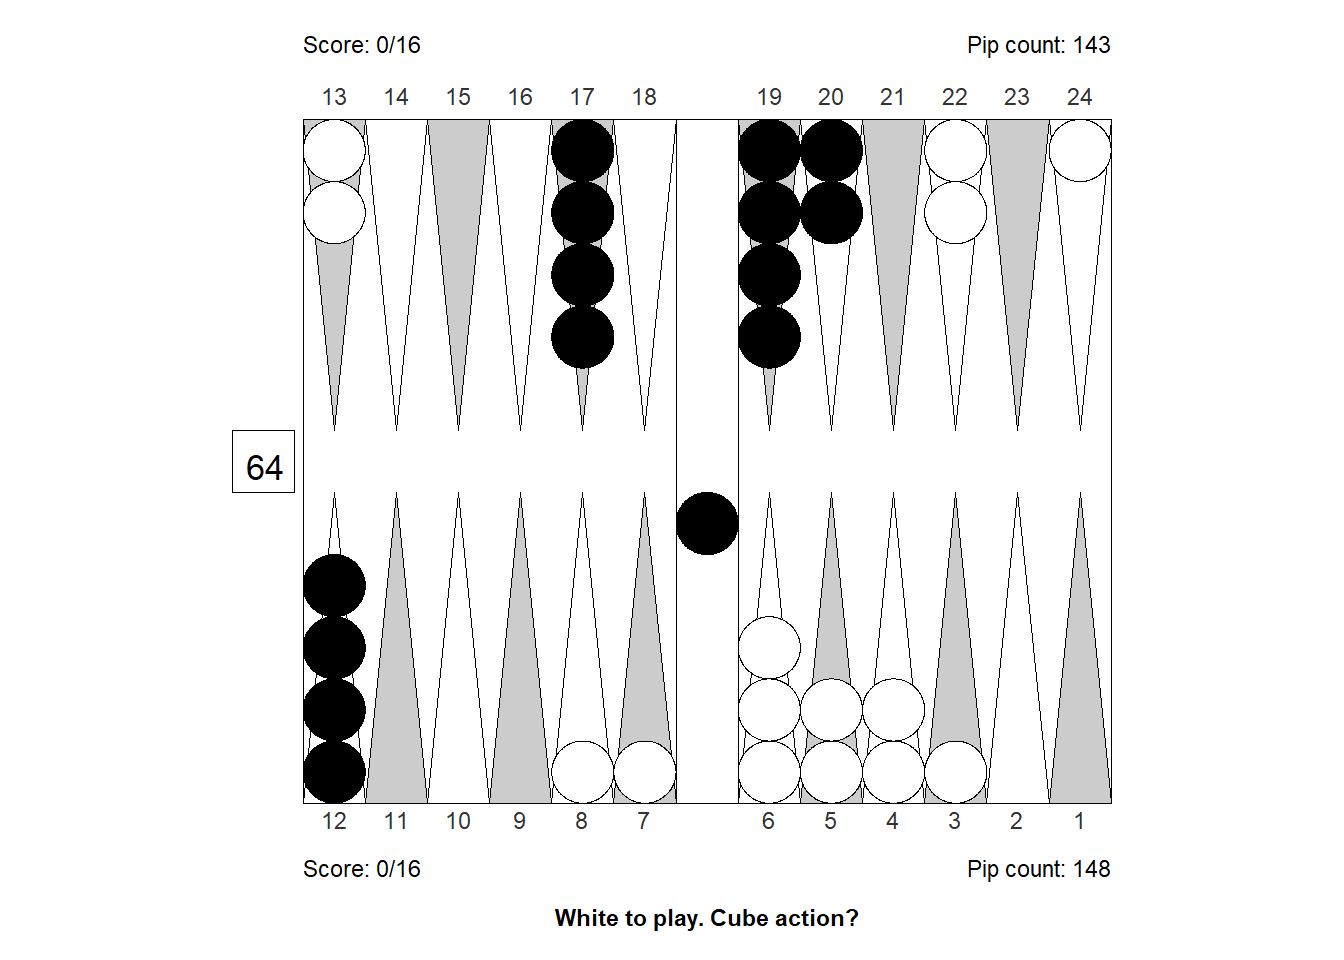 Score: 0/16 Pip count: 143
13 14 15 16 17 18 19 20 21 22 23 24
64
12 11 10 9 8 7 6 5 4 3 2 1
Score: 0/16 Pip count: 148
White to play. Cube action?